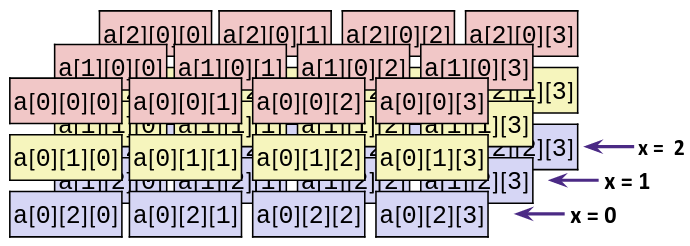 a[2][0][0] a[2][0][1] a[2][0][2] a[2][0][3]
a[1][0][0] a[1][0][1] a[1][0][2] a[1][0][3]
a[0][0][0] a[0][0][1] a[0][0][2] a[0][0][3]
a[0][1][0] a[0][1][1] a[0][1][2] a[0][1][3]
a[0][2][0] a[0][2][1] a[0][2][2] a[0][2][3]
x = 2
x = 1
x = 0